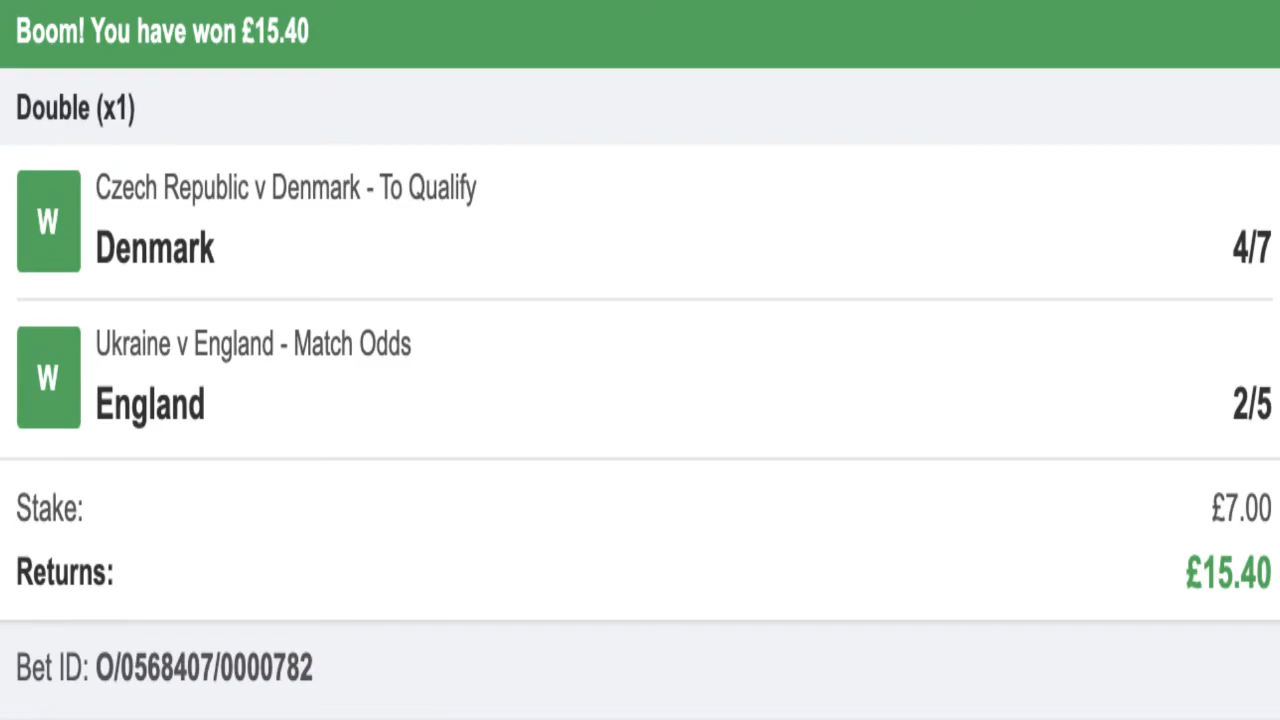 Boom! You have won £15.40
Double (x1)
W
Czech Republic v Denmark - To Qualify
Denmark
4/7
W
Ukraine v England - Match Odds
England
2/5
Stake:
£7.00
Returns:
£15.40
Bet ID: O/0568407/0000782